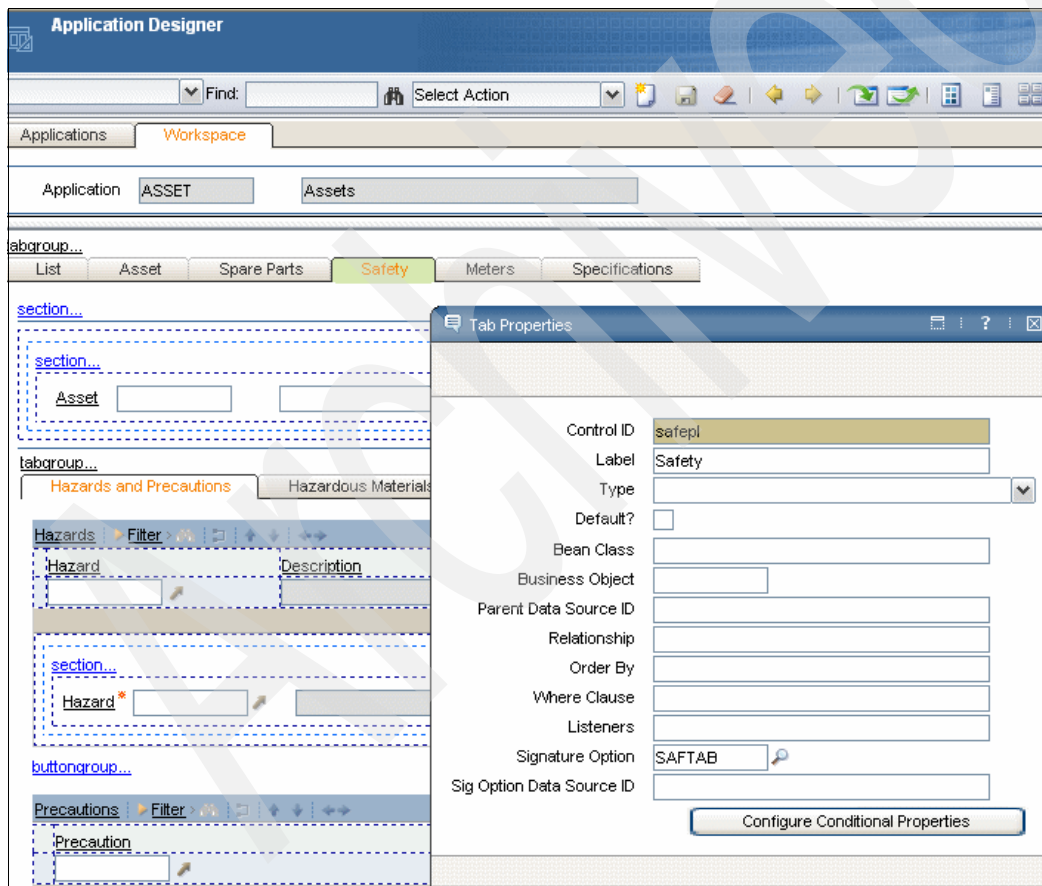 Application Designer
Find: Select Action
Applications Workspace
Application ASSET Assets
tabgroup...
List Asset Spare Parts Safety Meters Specifications
section...
section...
Asset
tabgroup...
Hazards and Precautions Hazardous Materials
Hazards Filter
Hazard Description
section...
Hazard *
buttongroup...
Precautions Filter
Precaution
Tab Properties ?
Control ID safepl
Label Safety
Type
Default?
Bean Class
Business Object
Parent Data Source ID
Relationship
Order By
Where Clause
Listeners
Signature Option SAFTAB
Sig Option Data Source ID
Configure Conditional Properties